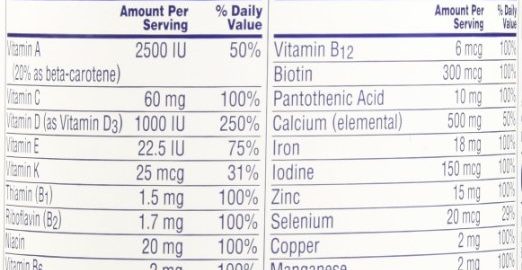 Amount Per Serving % Daily Value
Vitamin A 2500 IU 50%
(20% as beta-carotene)
Vitamin C 60 mg 100%
Vitamin D (as Vitamin D3) 1000 IU 250%
Vitamin E 22.5 IU 75%
Vitamin K 25 mcg 31%
Thamin (B1) 1.5 mg 100%
Riboflavin (B2) 1.7 mg 100%
Niacin 20 mg 100%
Vitamin B6 2 mg 100%
Amount Per Serving % Daily Value
Vitamin B12 6 mcg 100%
Biotin 300 mcg 100%
Pantothenic Acid 10 mg 100%
Calcium (elemental) 500 mg 50%
Iron 18 mg 100%
Iodine 150 mcg 100%
Zinc 15 mg 100%
Selenium 20 mcg 29%
Copper 2 mg 100%
Manganese 2 mg 100%